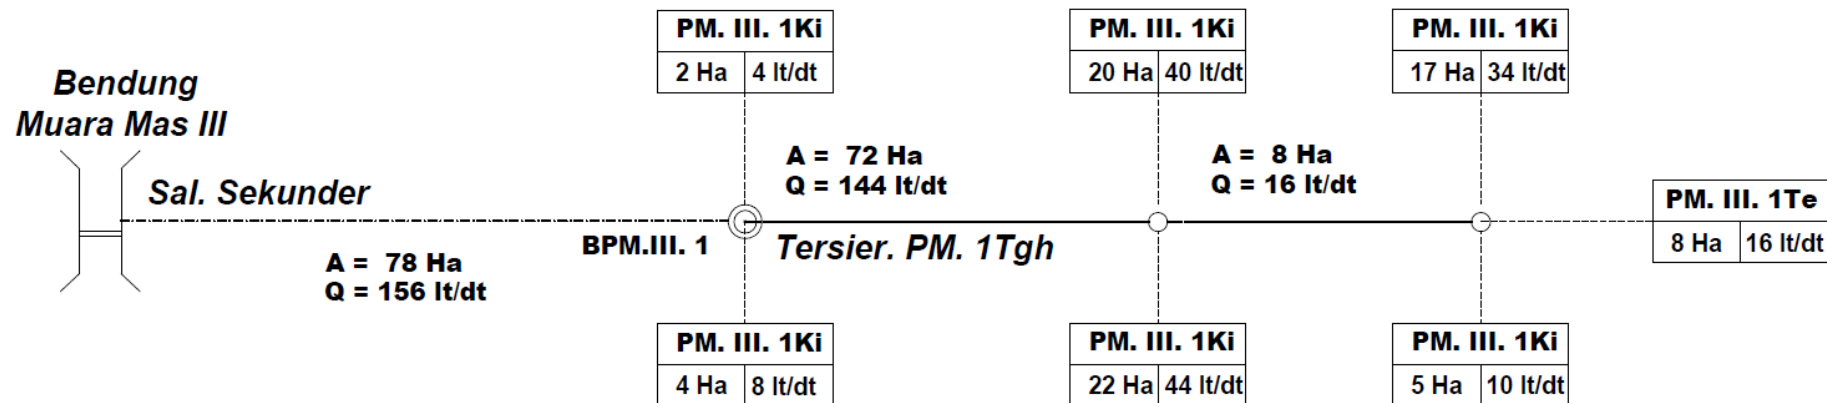 Bendung
Muara Mas III
Sal. Sekunder
A = 78 Ha
Q = 156 lt/dt
BPM.III. 1
PM. III. 1Ki
2 Ha 4 lt/dt
PM. III. 1Ki
4 Ha 8 lt/dt
A = 72 Ha
Q = 144 lt/dt
Tersier. PM. 1Tgh
PM. III. 1Ki
20 Ha 40 lt/dt
PM. III. 1Ki
22 Ha 44 lt/dt
A = 8 Ha
Q = 16 lt/dt
PM. III. 1Ki
17 Ha 34 lt/dt
PM. III. 1Ki
5 Ha 10 lt/dt
PM. III. 1Te
8 Ha 16 lt/dt